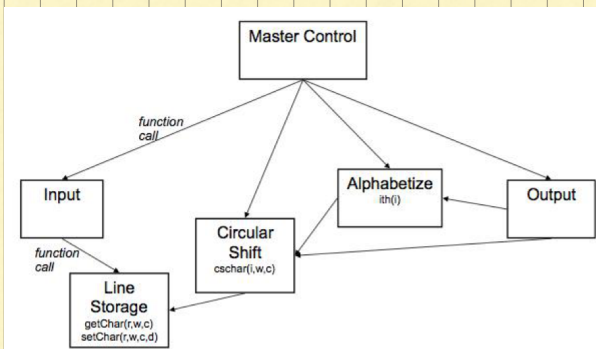 Master Control
function
call
Input
Alphabetize
ith(i)
Output
Circular
Shift
cschar(i,w,c)
function
call
Line
Storage
getChar(r,w,c)
setChar(r,w,c,d)